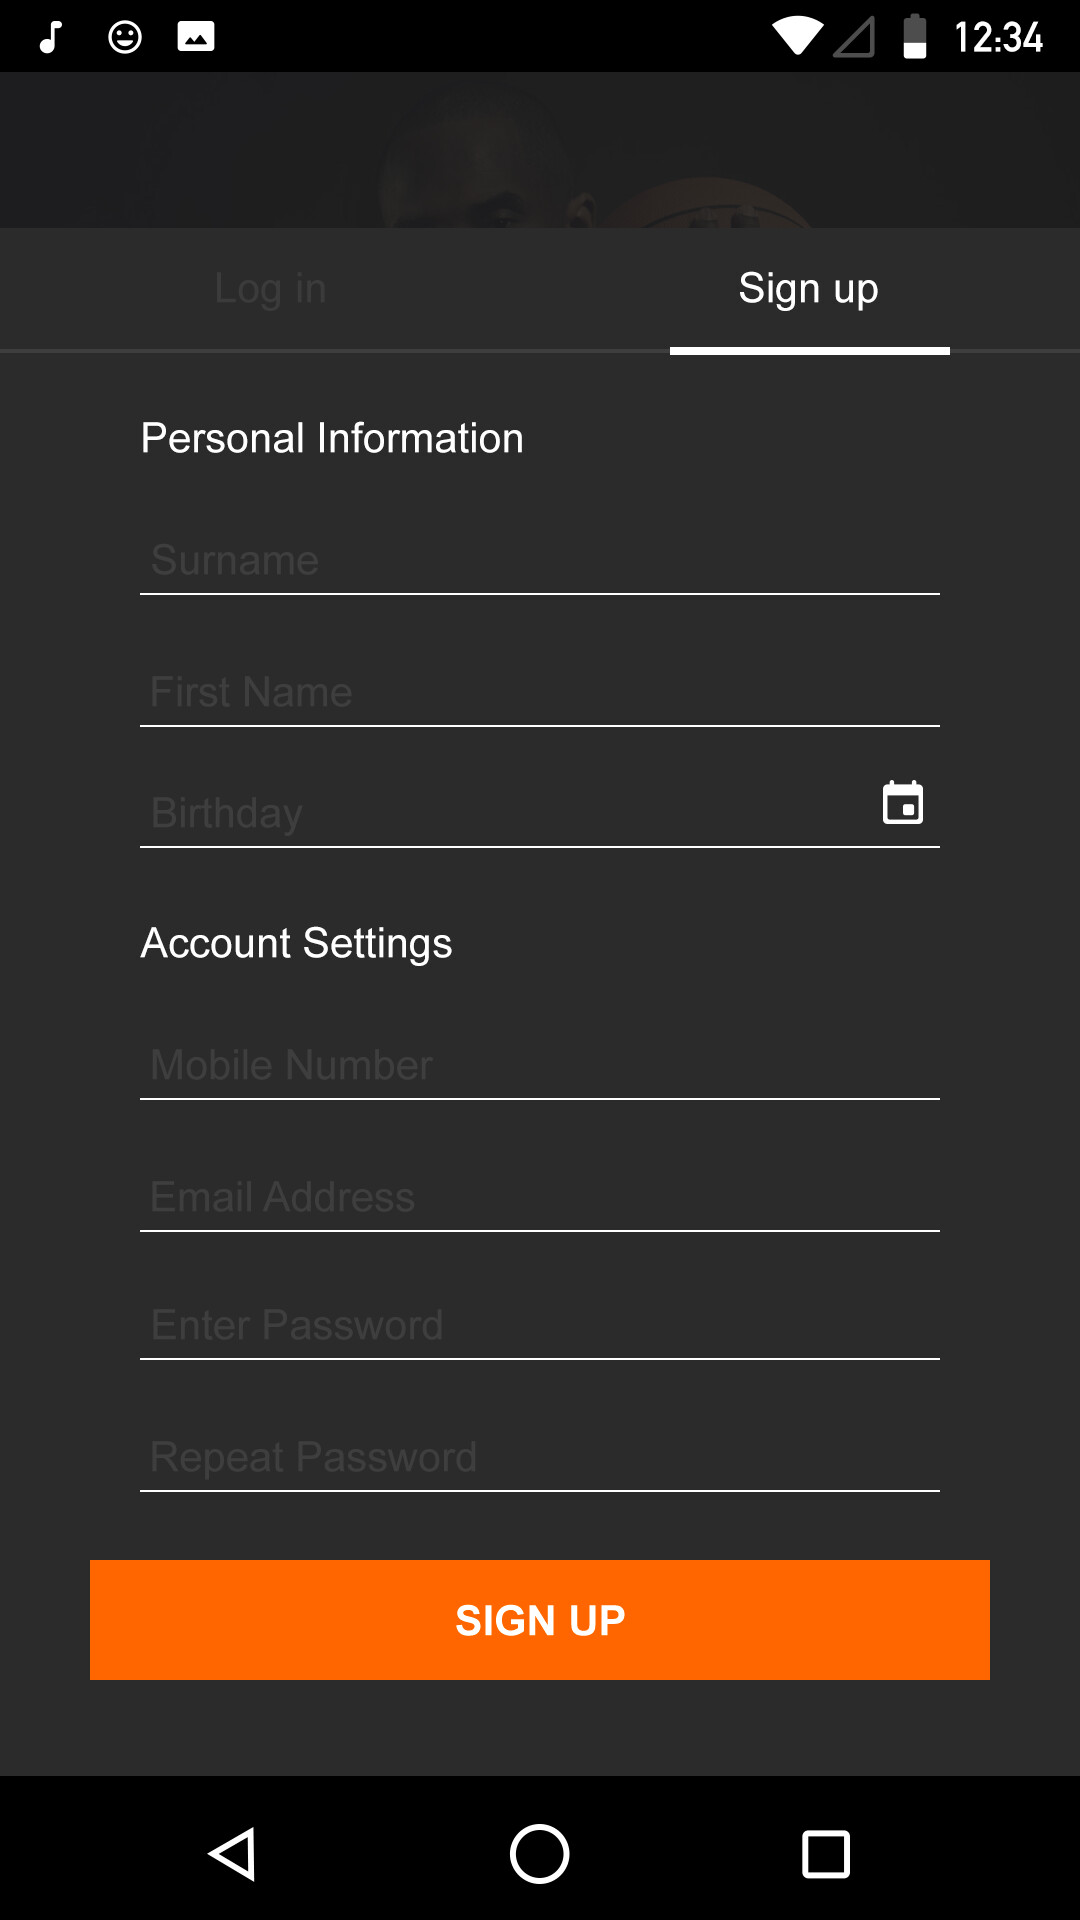 12:34
Log in
Sign up
Personal Information
Surname
First Name
Birthday
Account Settings
Mobile Number
Email Address
Enter Password
Repeat Password
SIGN UP